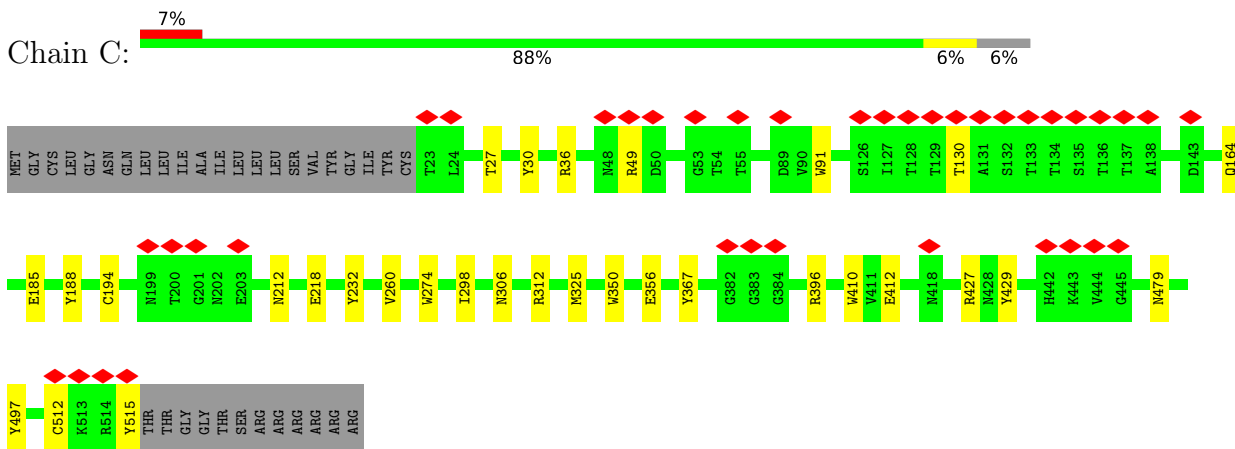 7%
Chain C:
88% 6% 6%
MET GLY CYS LEU GLY ASN GLN LEU LEU ILE ALA ILE LEU LEU LEU SER VAL TYR GLY ILE TYR CYS T23 L24 T27 Y30 R36 N48 R49 D50 G53 T54 T55 D89 V90 W91 S126 I127 T128 T129 T130 A131 S132 T133 T134 S135 T136 T137 A138 D143 Q164
E185 Y188 C194 N199 T200 G201 N202 E203 N212 E218 Y232 V260 W274 I298 N306 R312 M325 W350 E356 Y367 G382 G383 G384 R396 W410 V411 E412 N418 R427 N428 Y429 H442 K443 V444 G445 N479
Y497 C512 K513 R514 Y515 THR THR GLY GLY THR SER ARG ARG ARG ARG ARG ARG